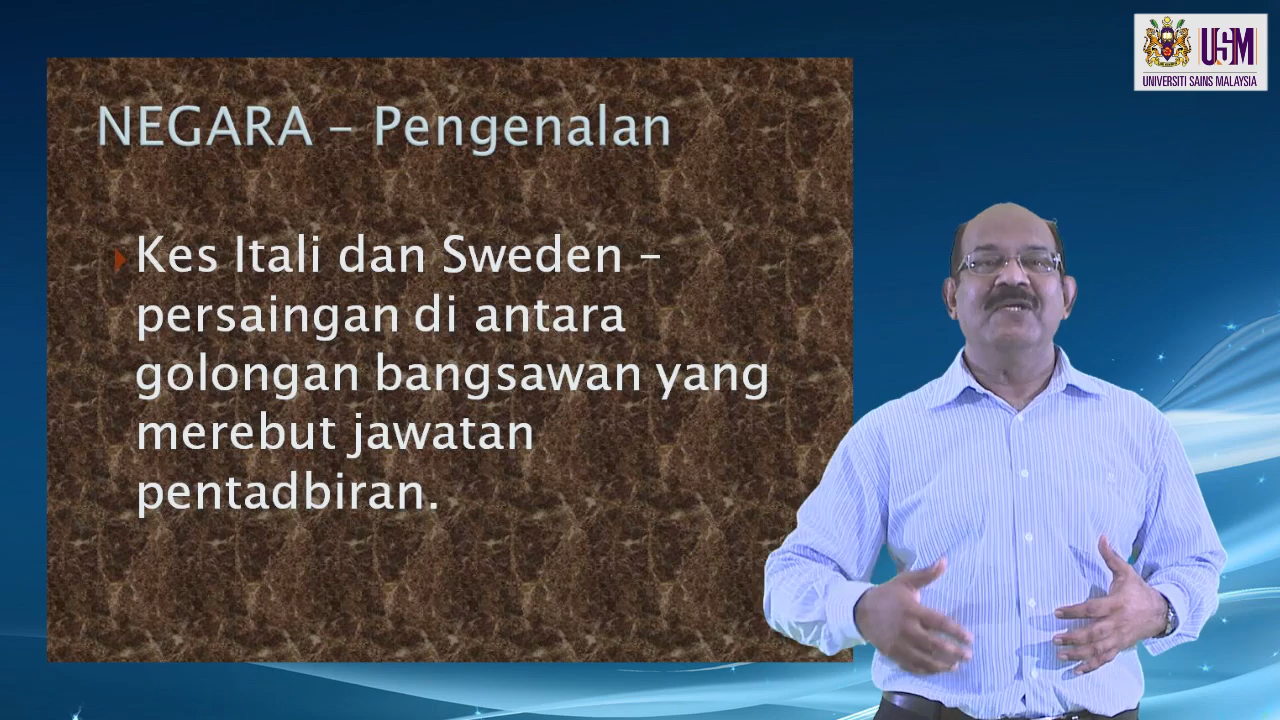 USM
UNIVERSITI SAINS MALAYSIA
NEGARA – Pengenalan
Kes Itali dan Sweden –
persaingan di antara
golongan bangsawan yang
merebut jawatan
pentadbiran.